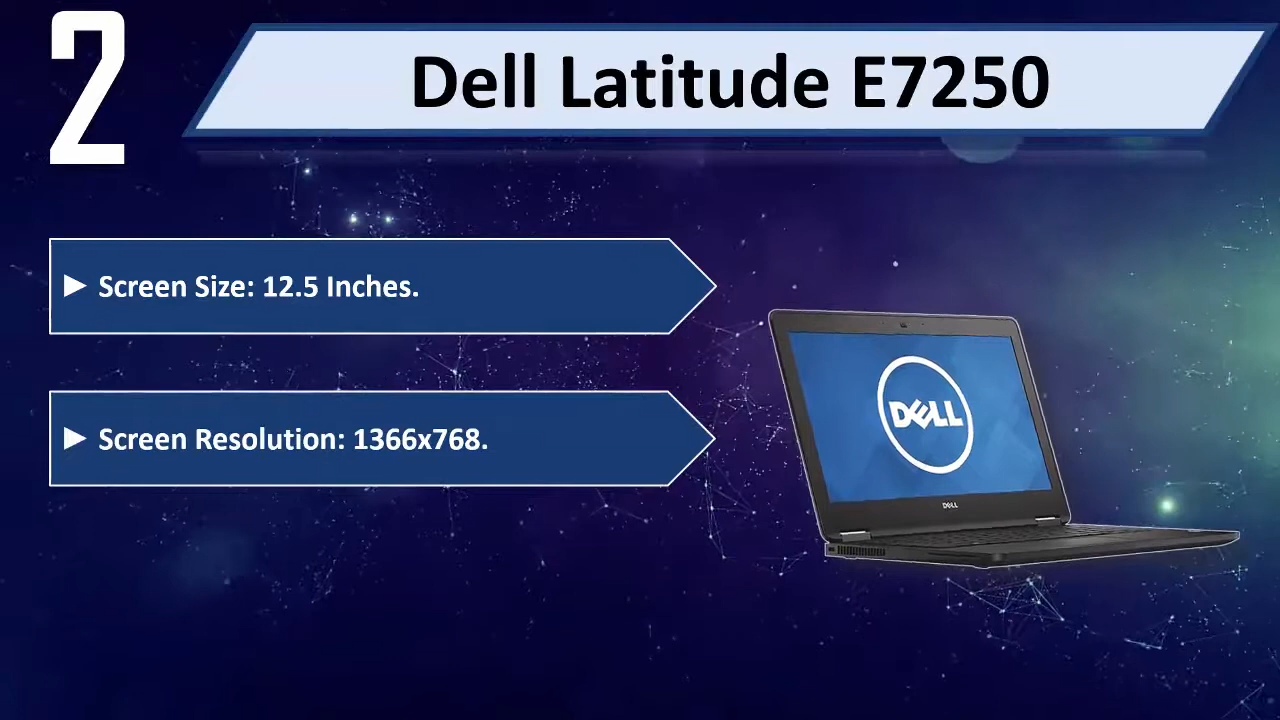 2
Dell Latitude E7250
► Screen Size: 12.5 Inches.
► Screen Resolution: 1366x768.
DELL
DELL